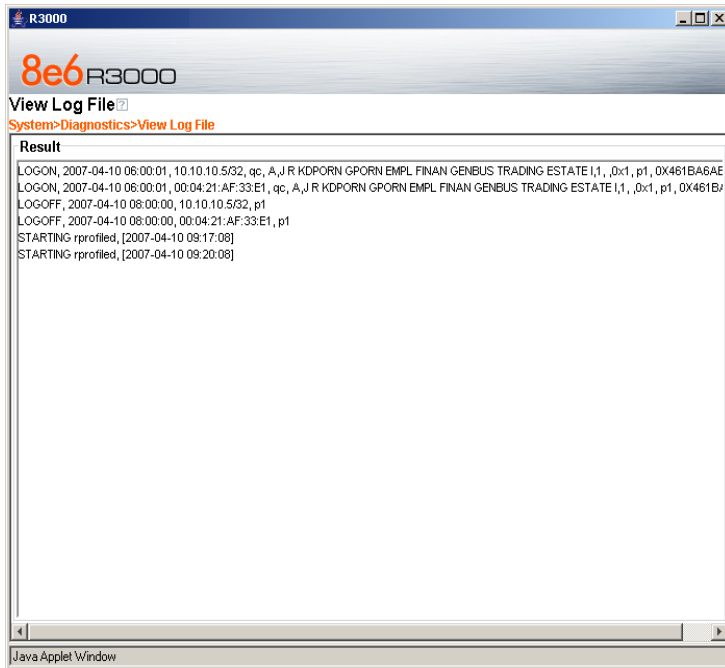 R3000
8e6 R3000
View Log File?
System>Diagnostics>View Log File
Result
LOGON, 2007-04-10 06:00:01, 10.10.10.5/32, qc, A,J R KDPORN GPORN EMPL FINAN GENBUS TRADING ESTATE I,1, ,0x1, p1, 0X461BA6AE
LOGON, 2007-04-10 06:00:01, 00:04:21:AF:33:E1, qc, A,J R KDPORN GPORN EMPL FINAN GENBUS TRADING ESTATE I,1, ,0x1, p1, 0X461B
LOGOFF, 2007-04-10 08:00:00, 10.10.10.5/32, p1
LOGOFF, 2007-04-10 08:00:00, 00:04:21:AF:33:E1, p1
STARTING rprofiled, [2007-04-10 09:17:08]
STARTING rprofiled, [2007-04-10 09:20:08]
Java Applet Window